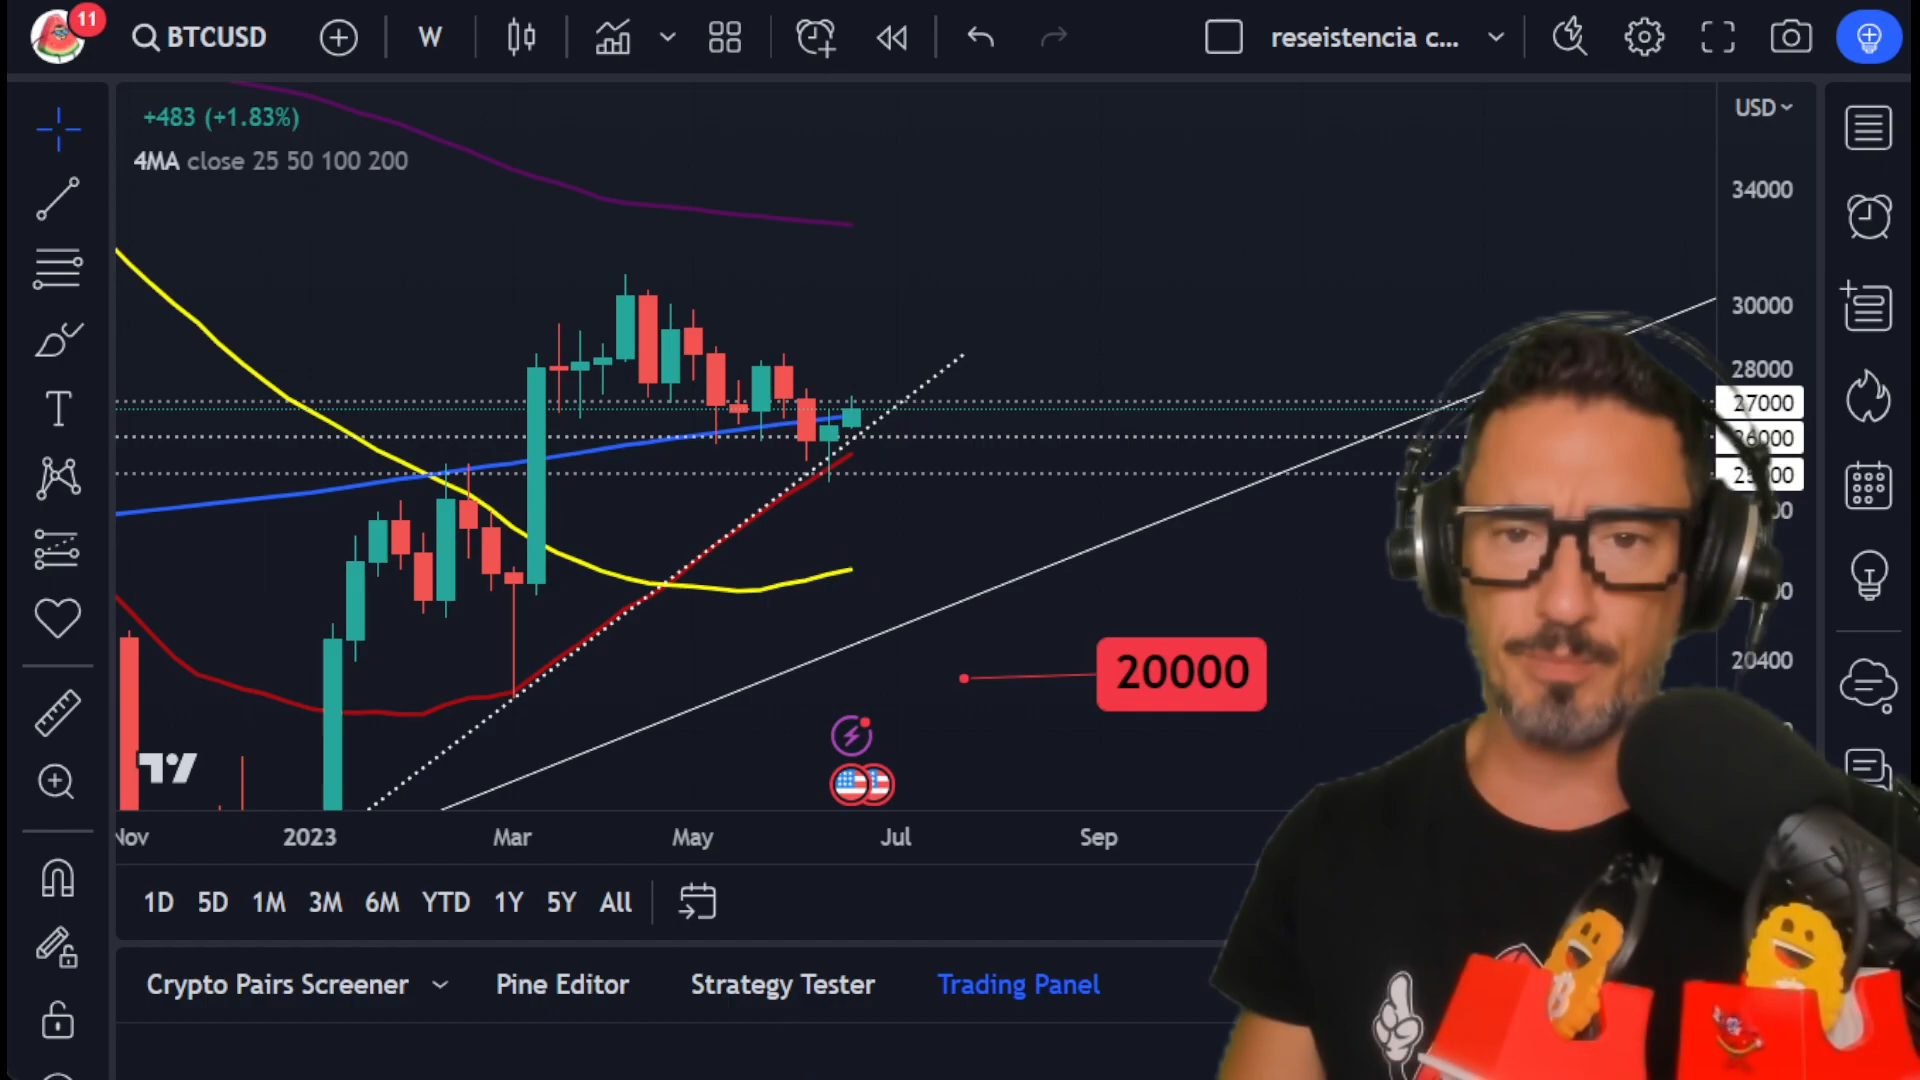 11
BTCUSD
W
reseistencia c...
+483 (+1.83%)
4MA close 25 50 100 200
USD
34000
30000
28000
27000
26000
20400
20000
Nov
2023
Mar
May
Jul
Sep
1D 5D 1M 3M 6M YTD 1Y 5Y All
Crypto Pairs Screener
Pine Editor
Strategy Tester
Trading Panel